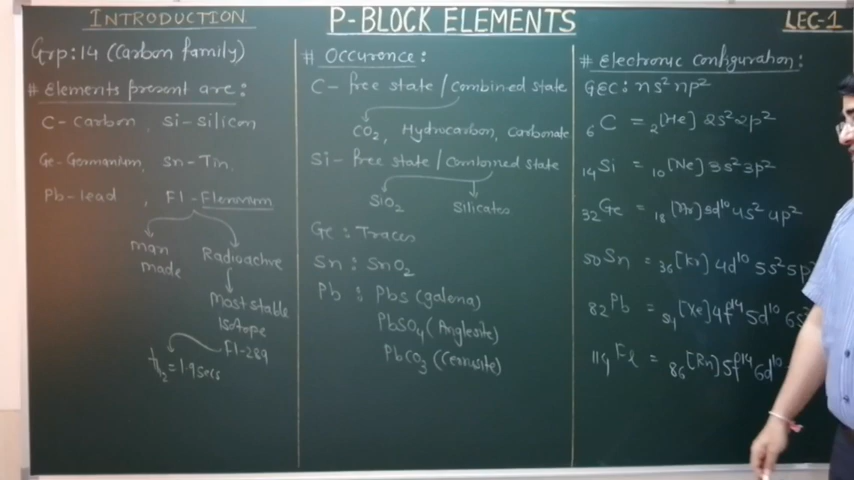 INTRODUCTION
P-BLOCK ELEMENTS
LEC-1
Grp:14 (Carbon family)
# Elements present are:
C-Carbon, Si-Silicon
Ge-Germanium, Sn-Tin,
Pb-lead, Fl-Flerovium
Man made
Radioactive
Most stable
Isotope
Fl-289
t1/2 = 1.9 secs
# Occurence:
C- free state / combined state
CO2, Hydrocarbon, Carbonate
Si- free state / combined state
SiO2
Silicates
Ge : Traces
Sn : SnO2
Pb : Pbs (galena)
PbSO4 (Anglesite)
PbCO3 (Cerrusite)
# Electronic configuration:
GEC: ns² np²
6C = 2[He] 2s² 2p²
14Si = 10[Ne] 3s² 3p²
32Ge = 18[Ar] 3d¹⁰ 4s² 4p²
50Sn = 36[Kr] 4d¹⁰ 5s² 5p²
82Pb = 54[Xe] 4f¹⁴ 5d¹⁰ 6s²
114Fl = 86[Rn] 5f¹⁴ 6d¹⁰